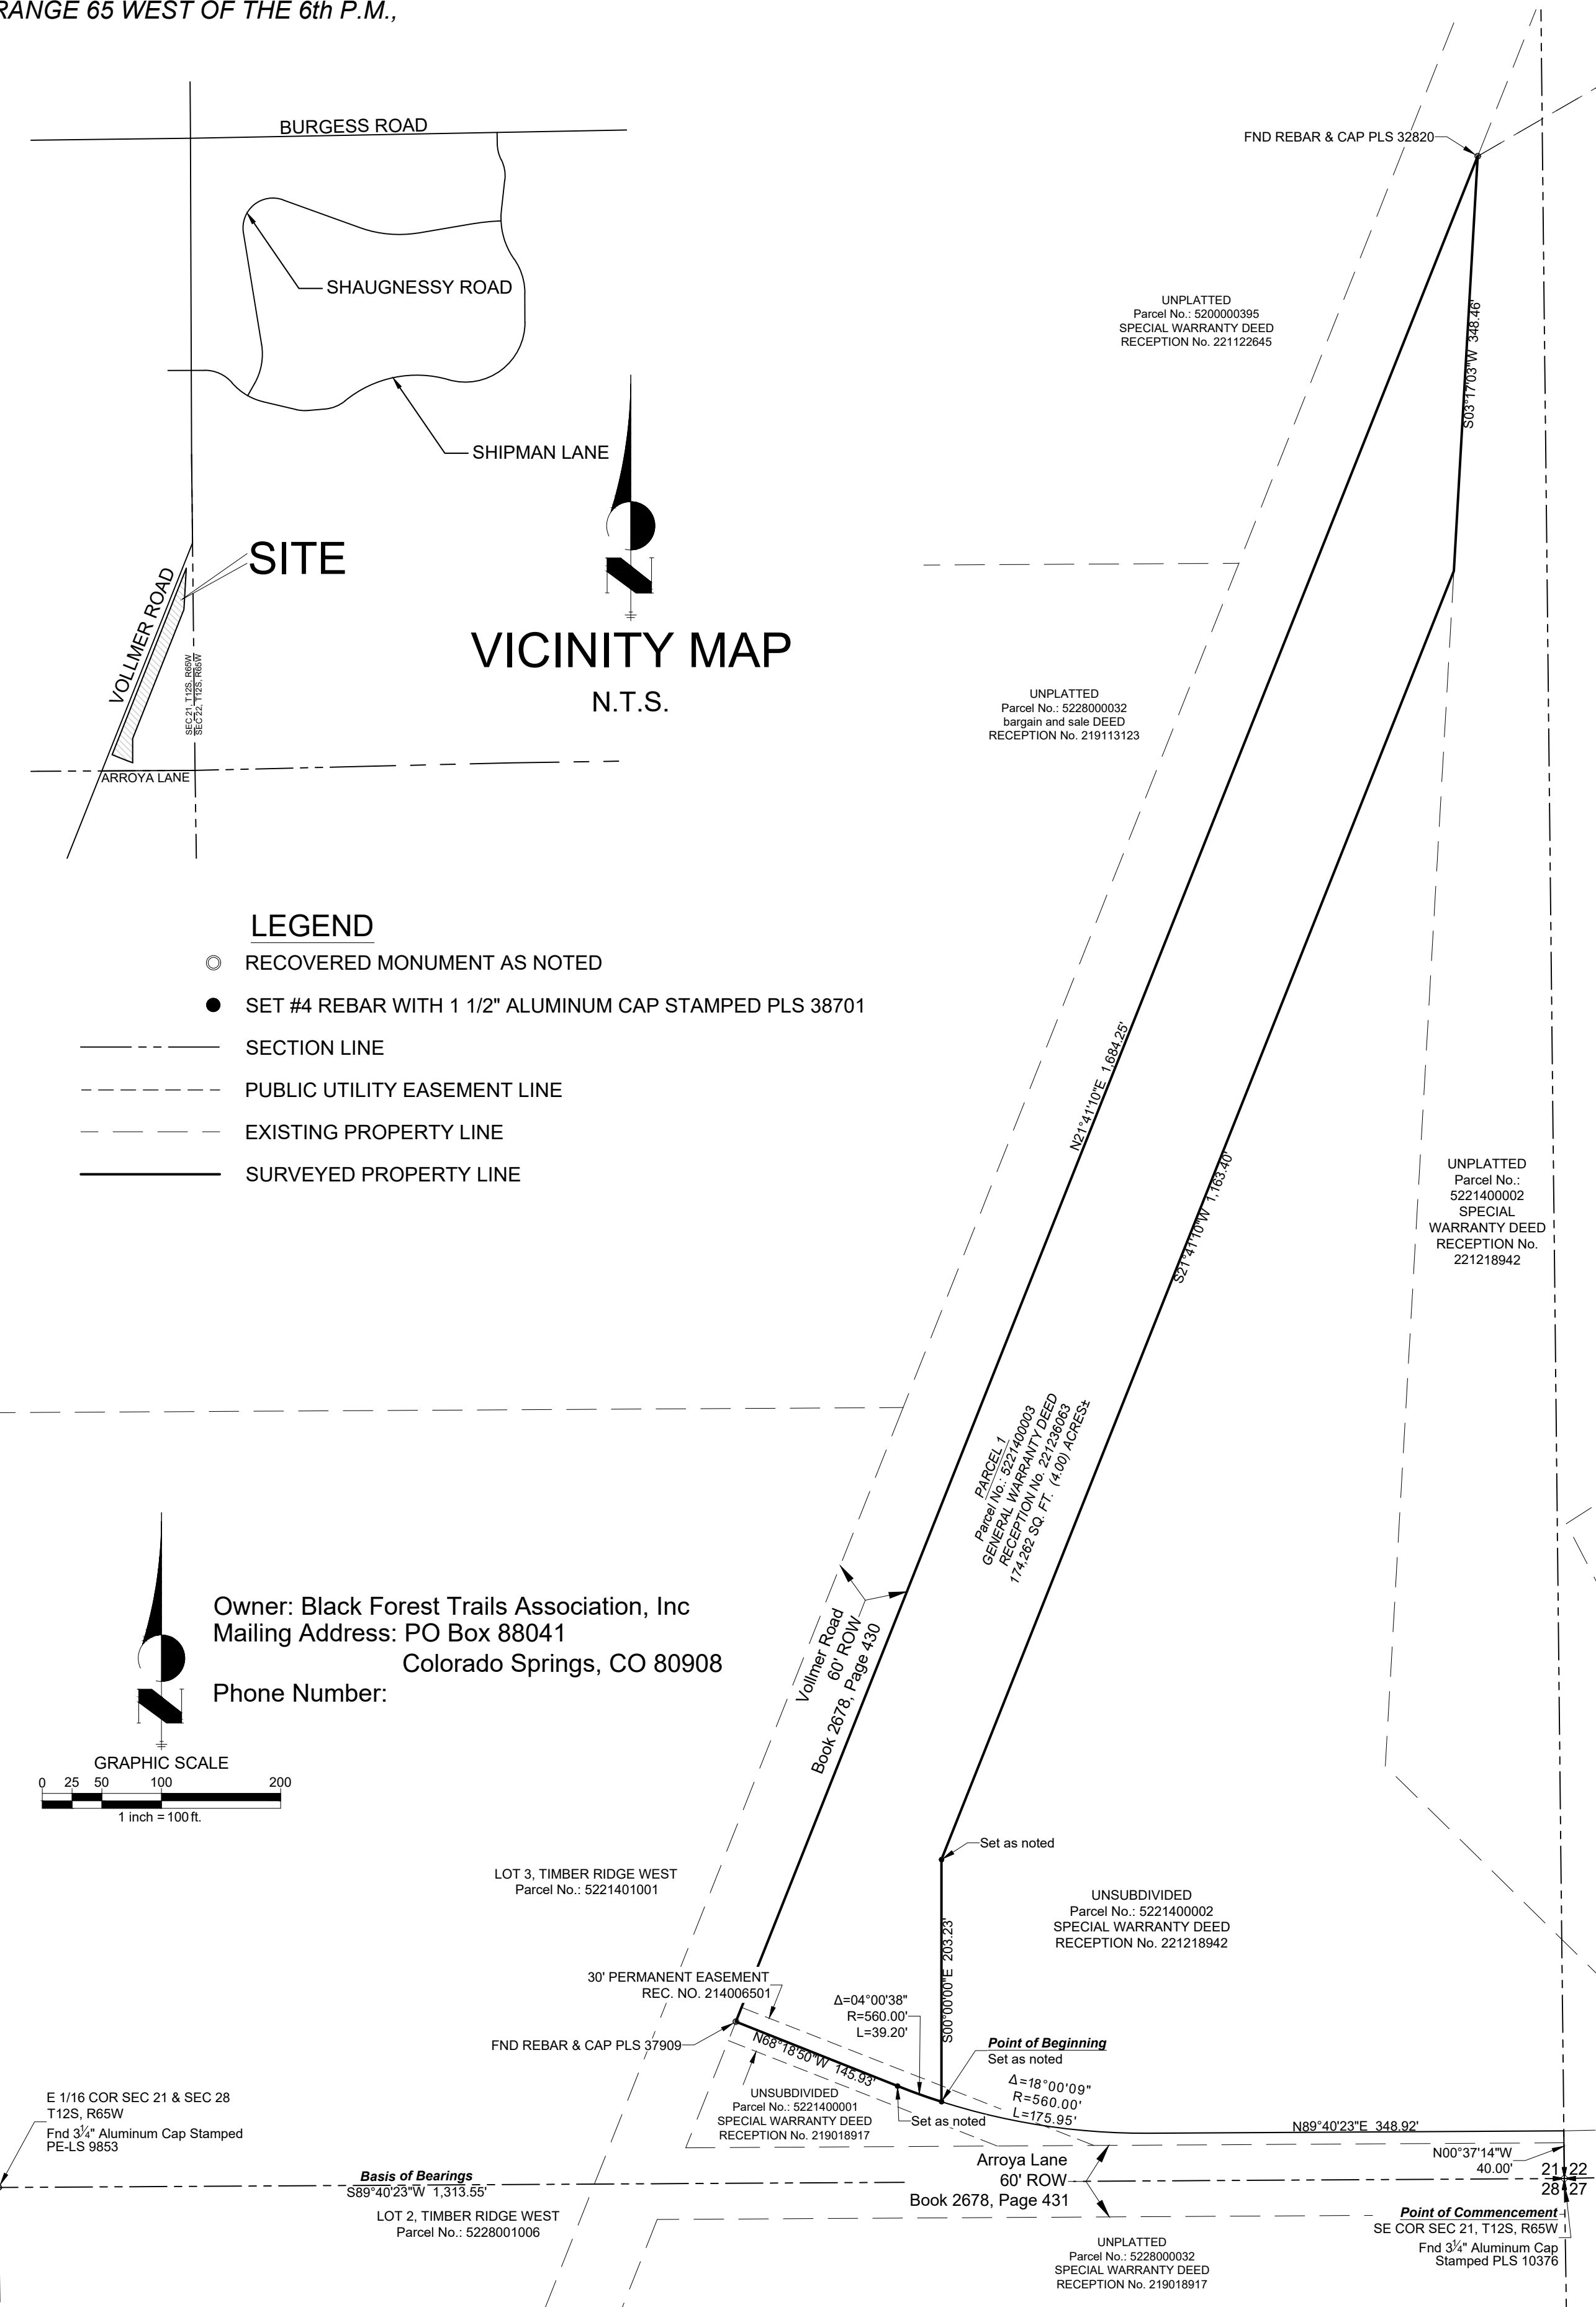 RANGE 65 WEST OF THE 6th P.M.,
BURGESS ROAD
SHAUGNESSY ROAD
SHIPMAN LANE
SITE
VOLLMER ROAD
SEC 21, T12S, R65W
SEC 22, T12S, R65W
ARROYA LANE
N
VICINITY MAP
N.T.S.
LEGEND
RECOVERED MONUMENT AS NOTED
SET #4 REBAR WITH 1 1/2" ALUMINUM CAP STAMPED PLS 38701
SECTION LINE
PUBLIC UTILITY EASEMENT LINE
EXISTING PROPERTY LINE
SURVEYED PROPERTY LINE
FND REBAR & CAP PLS 32820
UNPLATTED
Parcel No.: 5200000395
SPECIAL WARRANTY DEED
RECEPTION No. 221122645
S03°17'03"W 348.46'
UNPLATTED
Parcel No.: 5228000032
bargain and sale DEED
RECEPTION No. 219113123
N21°41'10"E 1,684.25'
S21°41'10"W 1,163.40'
UNPLATTED
Parcel No.:
5221400002
SPECIAL
WARRANTY DEED
RECEPTION No.
221218942
PARCEL 1
Parcel No.: 5221400003
GENERAL WARRANTY DEED
RECEPTION No. 221236063
174,262 SQ. FT. (4.00) ACRES±
Vollmer Road
60' ROW
Book 2678, Page 430
N
Owner: Black Forest Trails Association, Inc
Mailing Address: PO Box 88041
Colorado Springs, CO 80908
Phone Number:
GRAPHIC SCALE
0 25 50 100 200
1 inch = 100 ft.
Set as noted
LOT 3, TIMBER RIDGE WEST
Parcel No.: 5221401001
UNSUBDIVIDED
Parcel No.: 5221400002
SPECIAL WARRANTY DEED
RECEPTION No. 221218942
S00°00'00"E 203.23'
30' PERMANENT EASEMENT
REC. NO. 214006501
Δ=04°00'38"
R=560.00'
L=39.20'
FND REBAR & CAP PLS 37909
N68°18'50"W 145.93'
Point of Beginning
Set as noted
Δ=18°00'09"
R=560.00'
L=175.95'
UNSUBDIVIDED
Parcel No.: 5221400001
SPECIAL WARRANTY DEED
RECEPTION No. 219018917
Set as noted
N89°40'23"E 348.92'
N00°37'14"W
40.00'
21 22
28 27
E 1/16 COR SEC 21 & SEC 28
T12S, R65W
Fnd 3¼" Aluminum Cap Stamped
PE-LS 9853
Basis of Bearings
S89°40'23"W 1,313.55'
Arroya Lane
60' ROW
Book 2678, Page 431
LOT 2, TIMBER RIDGE WEST
Parcel No.: 5228001006
Point of Commencement
SE COR SEC 21, T12S, R65W
Fnd 3¼" Aluminum Cap
Stamped PLS 10376
UNPLATTED
Parcel No.: 5228000032
SPECIAL WARRANTY DEED
RECEPTION No. 219018917